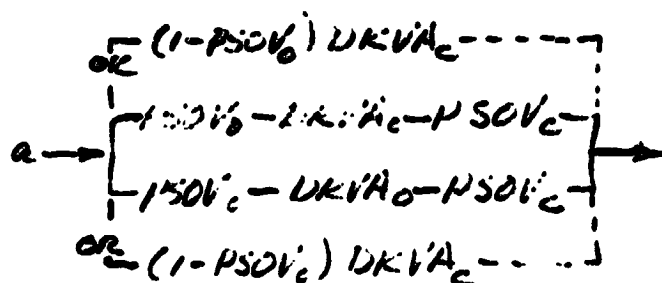 OR (1-PSOV₀) DKVA꜀
PSOV₀-DKVA꜀-PSOV꜀
a
PSOV꜀-DKVA₀-PSOV꜀
OR (1-PSOV꜀) DKVA꜀